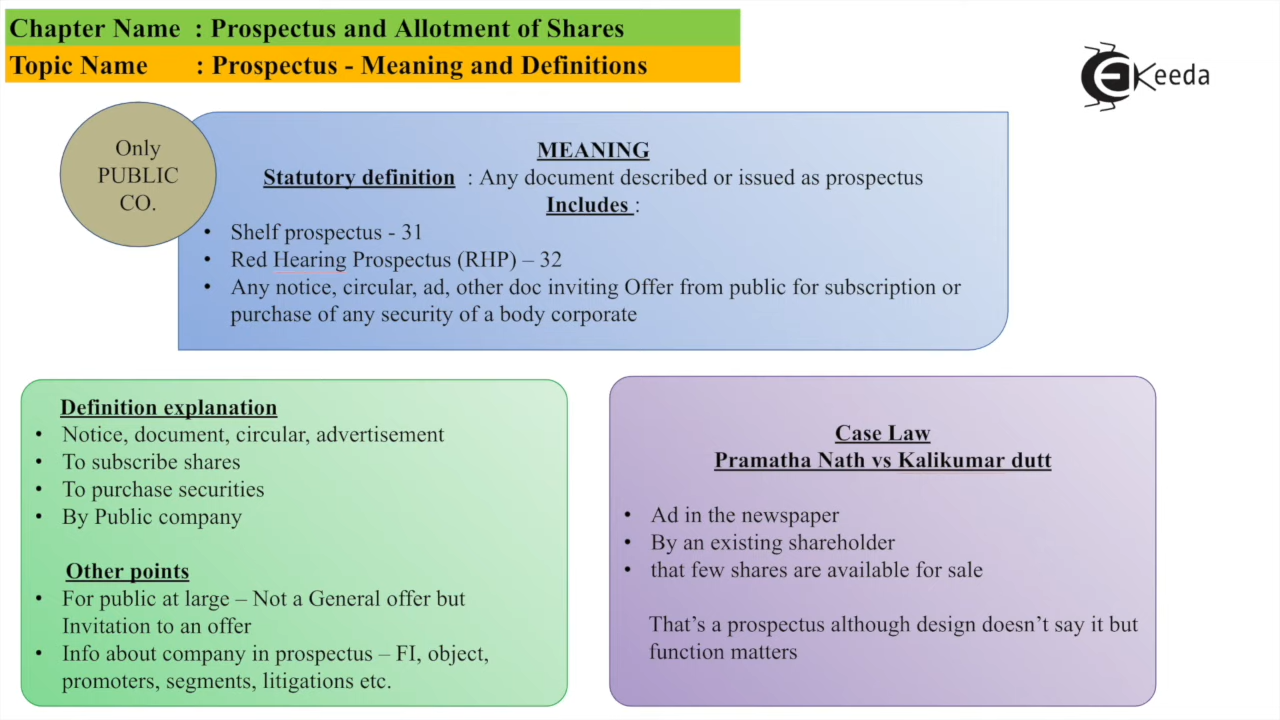 Chapter Name : Prospectus and Allotment of Shares
Topic Name : Prospectus - Meaning and Definitions
Keeda
Only
PUBLIC
CO.
MEANING
Statutory definition : Any document described or issued as prospectus
Includes :
• Shelf prospectus - 31
• Red Hearing Prospectus (RHP) – 32
• Any notice, circular, ad, other doc inviting Offer from public for subscription or
purchase of any security of a body corporate
Definition explanation
• Notice, document, circular, advertisement
• To subscribe shares
• To purchase securities
• By Public company
Other points
• For public at large – Not a General offer but
Invitation to an offer
• Info about company in prospectus – FI, object,
promoters, segments, litigations etc.
Case Law
Pramatha Nath vs Kalikumar dutt
• Ad in the newspaper
• By an existing shareholder
• that few shares are available for sale
That’s a prospectus although design doesn’t say it but
function matters